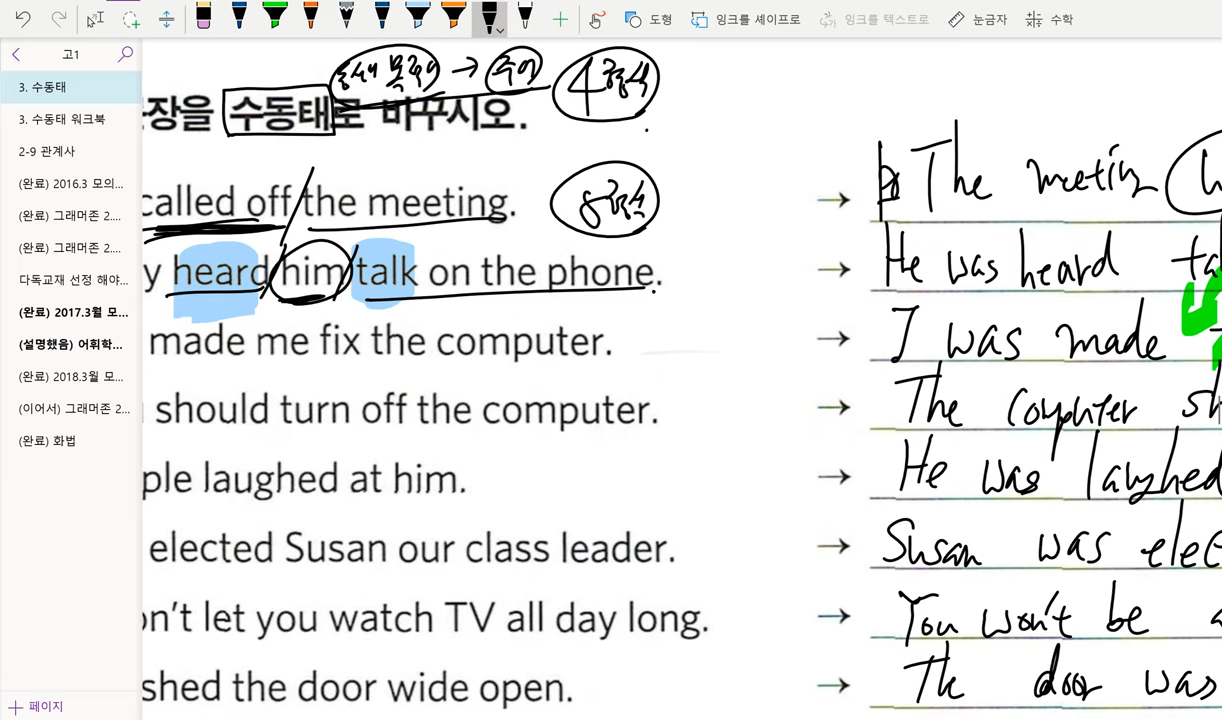 도형
잉크를 셰이프로
잉크를 텍스트로
눈금자
수학
고1
3. 수동태
3. 수동태 워크북
2-9 관계사
(완료) 2016.3 모의...
(완료) 그래머존 2....
(완료) 그래머존 2....
다독교재 선정 해야...
(완료) 2017.3월 모...
(설명했음) 어휘학...
(완료) 2018.3월 모...
(이어서) 그래머존 2...
(완료) 화법
페이지
목적어 → 주어 4형식
장을 수동태로 바꾸시오.
called off the meeting. → The meeting
5형식
y heard him talk on the phone. → He was heard ta
made me fix the computer. → I was made
should turn off the computer. → The computer sh
ple laughed at him. → He was laughed
elected Susan our class leader. → Susan was elec
on't let you watch TV all day long. → You won't be a
shed the door wide open. → The door was